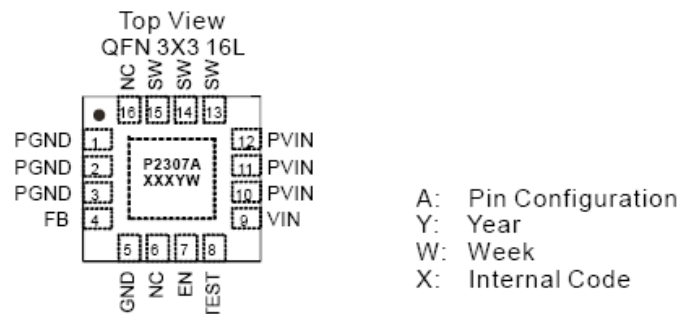 Top View
QFN 3X3 16L
NC SW SW SW
16 15 14 13
PGND 1 12 PVIN
PGND 2 P2307A 11 PVIN
PGND 3 XXXYW 10 PVIN
FB 4 9 VIN
5 6 7 8
GND NC EN TEST
A: Pin Configuration
Y: Year
W: Week
X: Internal Code